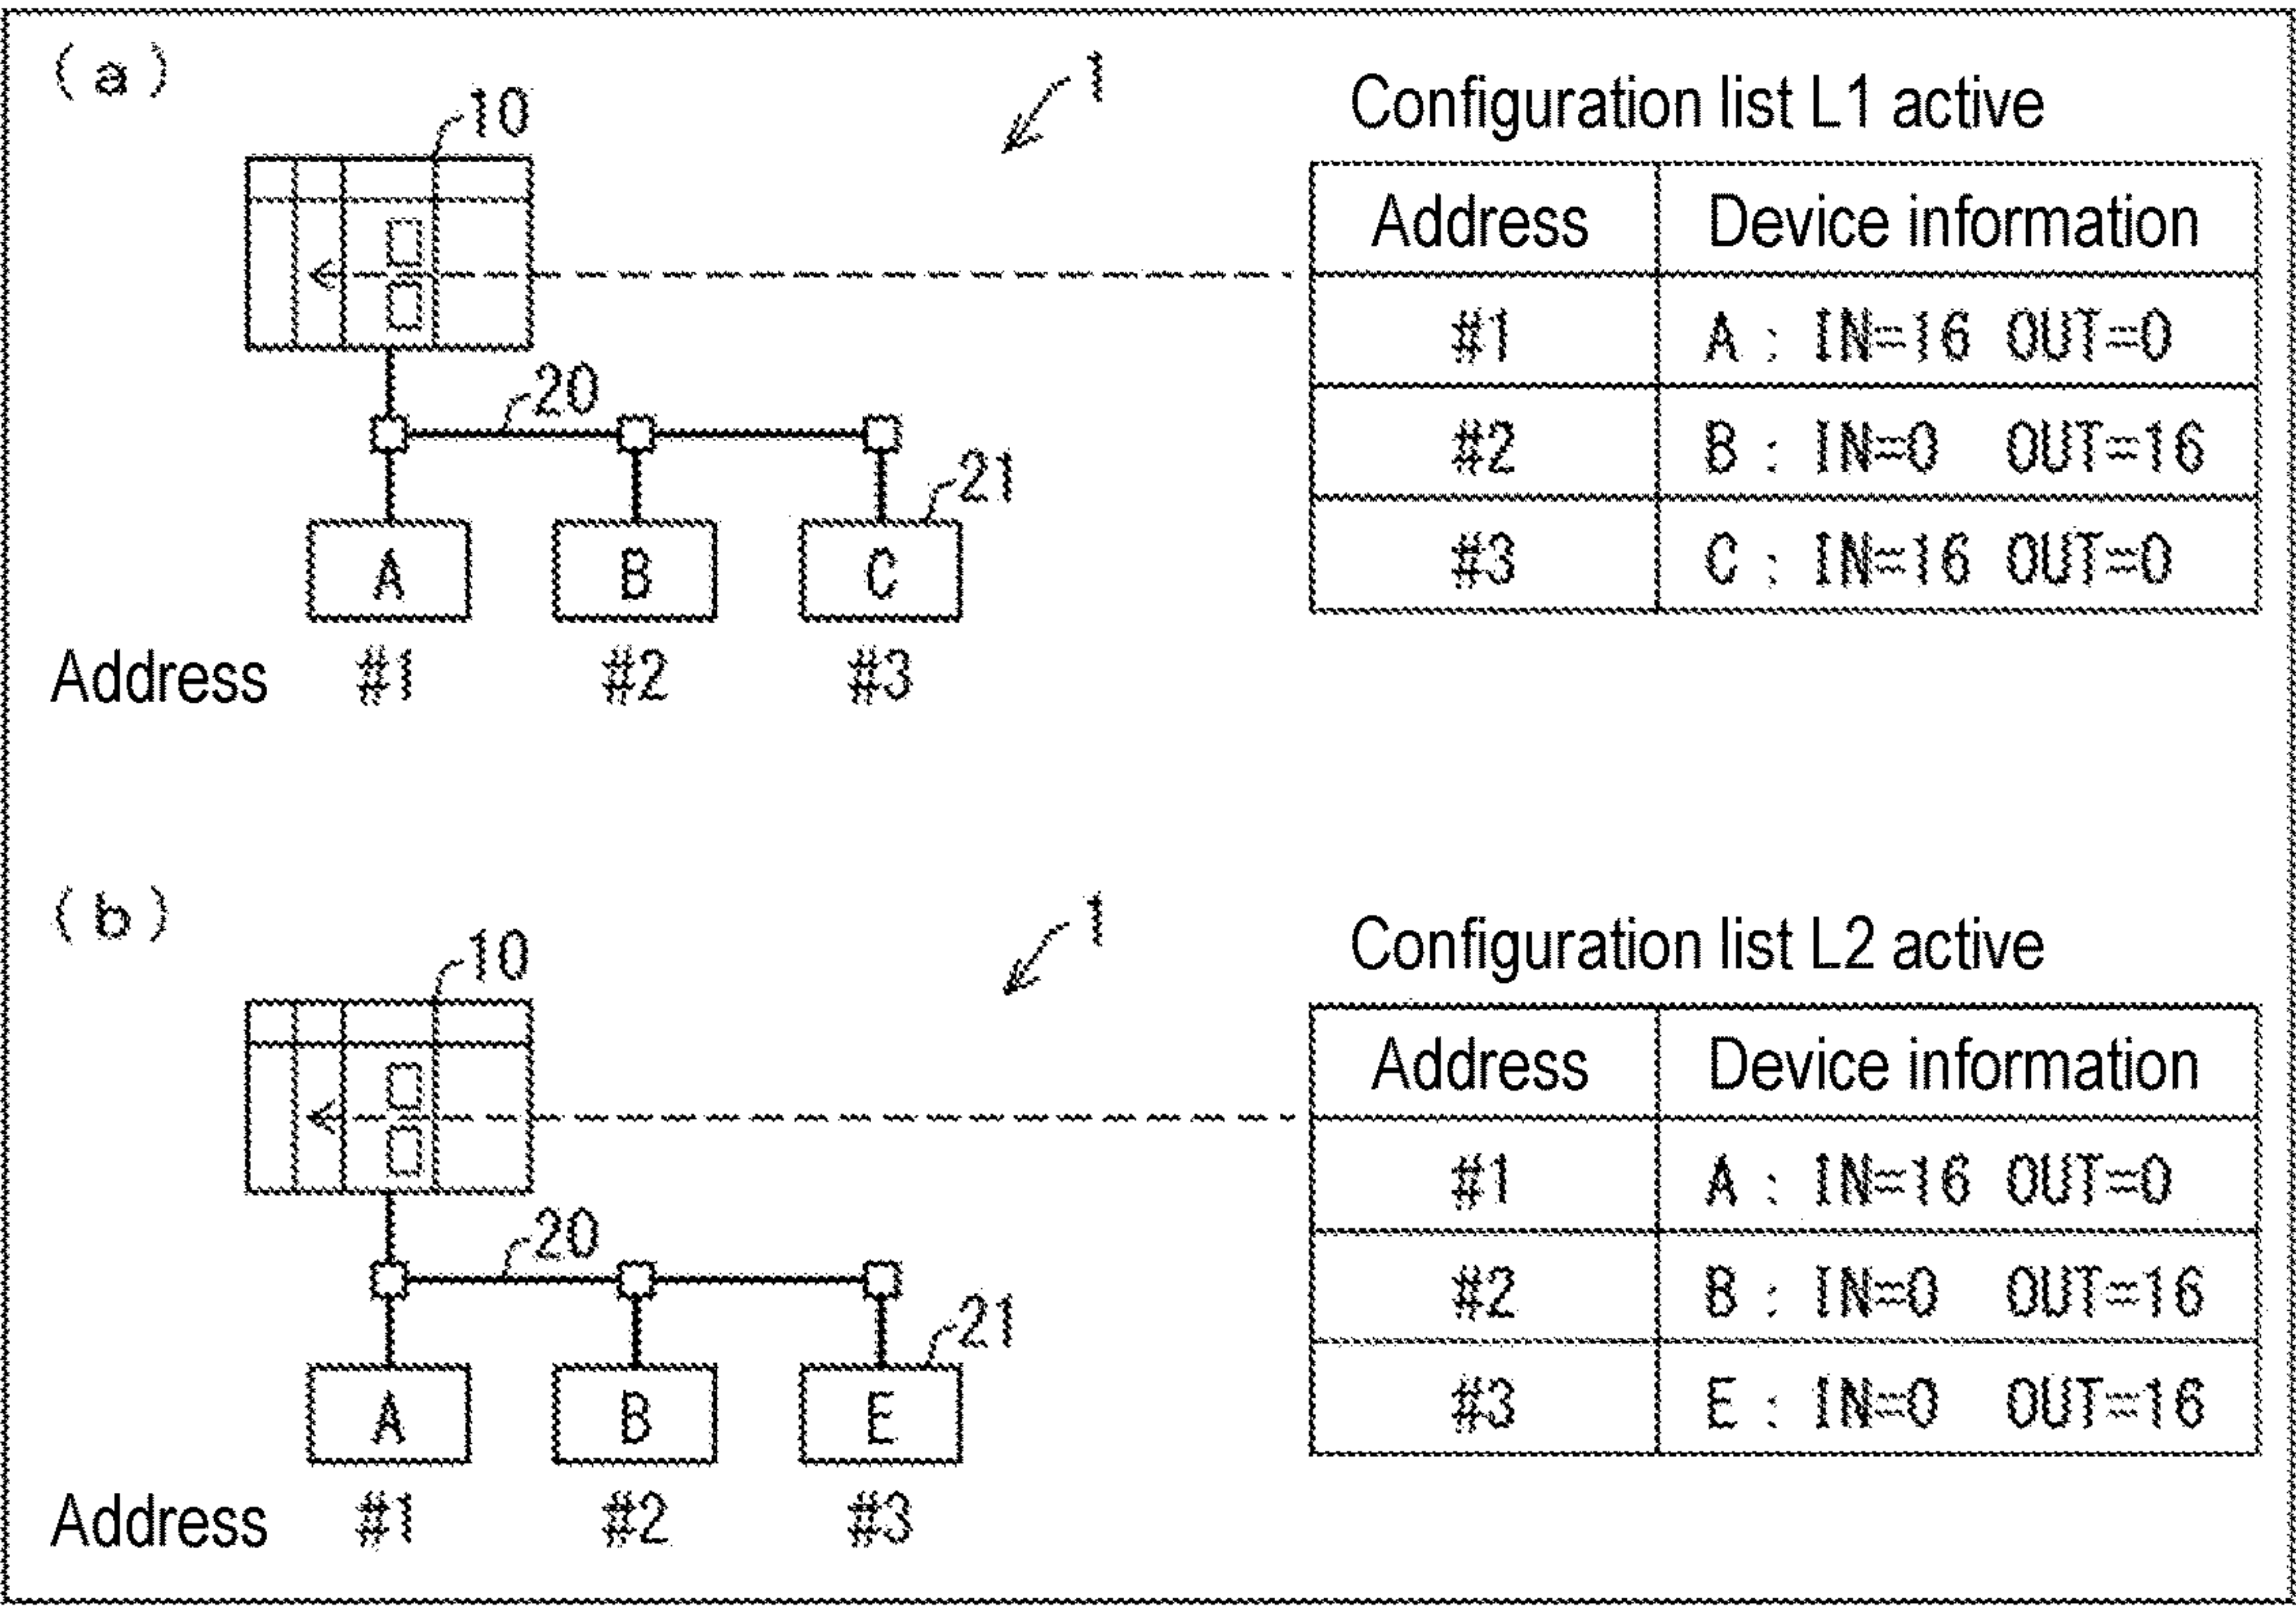 (a)
1
Configuration list L1 active
10
Address Device information
#1 A : IN=16 OUT=0
#2 B : IN=0 OUT=16
#3 C : IN=16 OUT=0
20
21
A B C
Address #1 #2 #3
(b)
1
Configuration list L2 active
10
Address Device information
#1 A : IN=16 OUT=0
#2 B : IN=0 OUT=16
#3 E : IN=0 OUT=16
20
21
A B E
Address #1 #2 #3